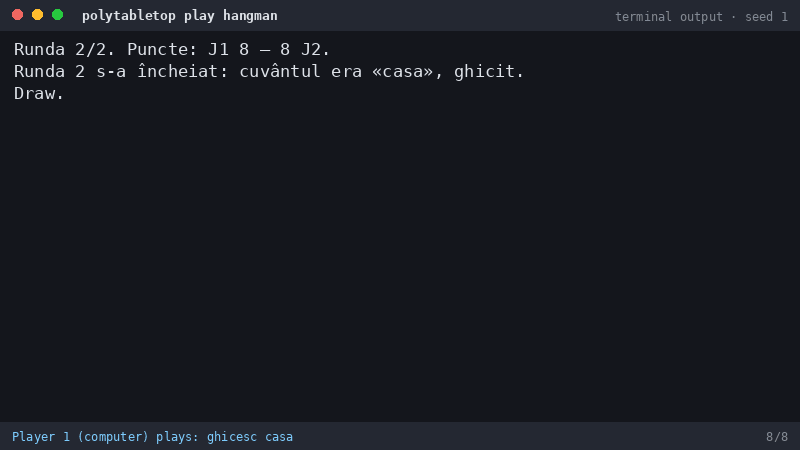 polytabletop play hangman
terminal output · seed 1
Runda 2/2. Puncte: J1 8 — 8 J2.
Runda 2 s-a încheiat: cuvântul era «casa», ghicit.
Draw.
Player 1 (computer) plays: ghicesc casa
8/8